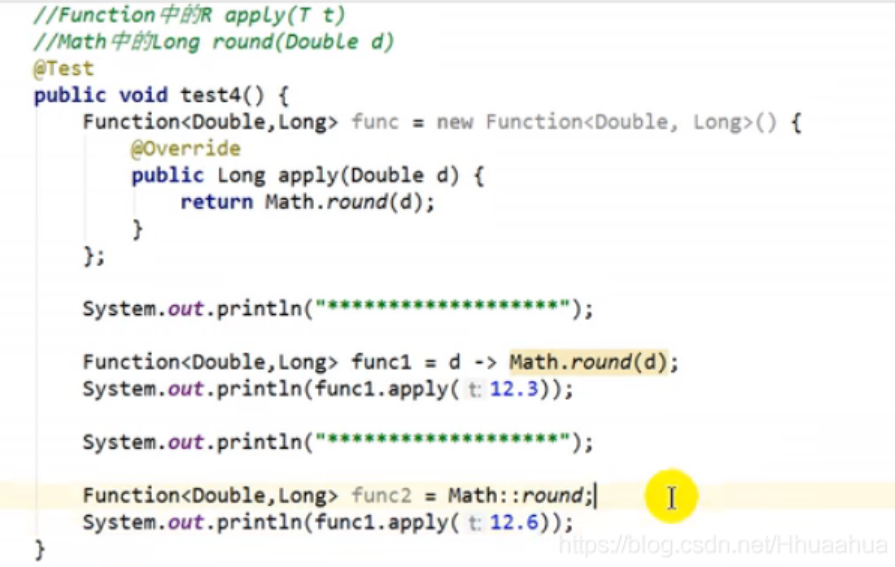 //Function中的R apply(T t)
//Math中的Long round(Double d)
@Test
public void test4() {
    Function<Double,Long> func = new Function<Double, Long>() {
        @Override
        public Long apply(Double d) {
            return Math.round(d);
        }
    };

    System.out.println("*******************");

    Function<Double,Long> func1 = d -> Math.round(d);
    System.out.println(func1.apply( t: 12.3));

    System.out.println("*******************");

    Function<Double,Long> func2 = Math::round;
    System.out.println(func1.apply( t: 12.6));
}
https://blog.csdn.net/Hhuaahua